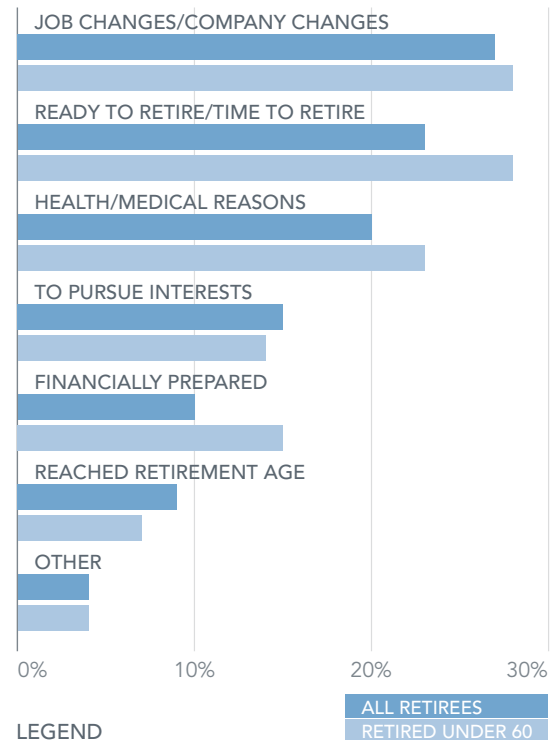 JOB CHANGES/COMPANY CHANGES
READY TO RETIRE/TIME TO RETIRE
HEALTH/MEDICAL REASONS
TO PURSUE INTERESTS
FINANCIALLY PREPARED
REACHED RETIREMENT AGE
OTHER
0% 10% 20% 30%
ALL RETIREES
LEGEND RETIRED UNDER 60